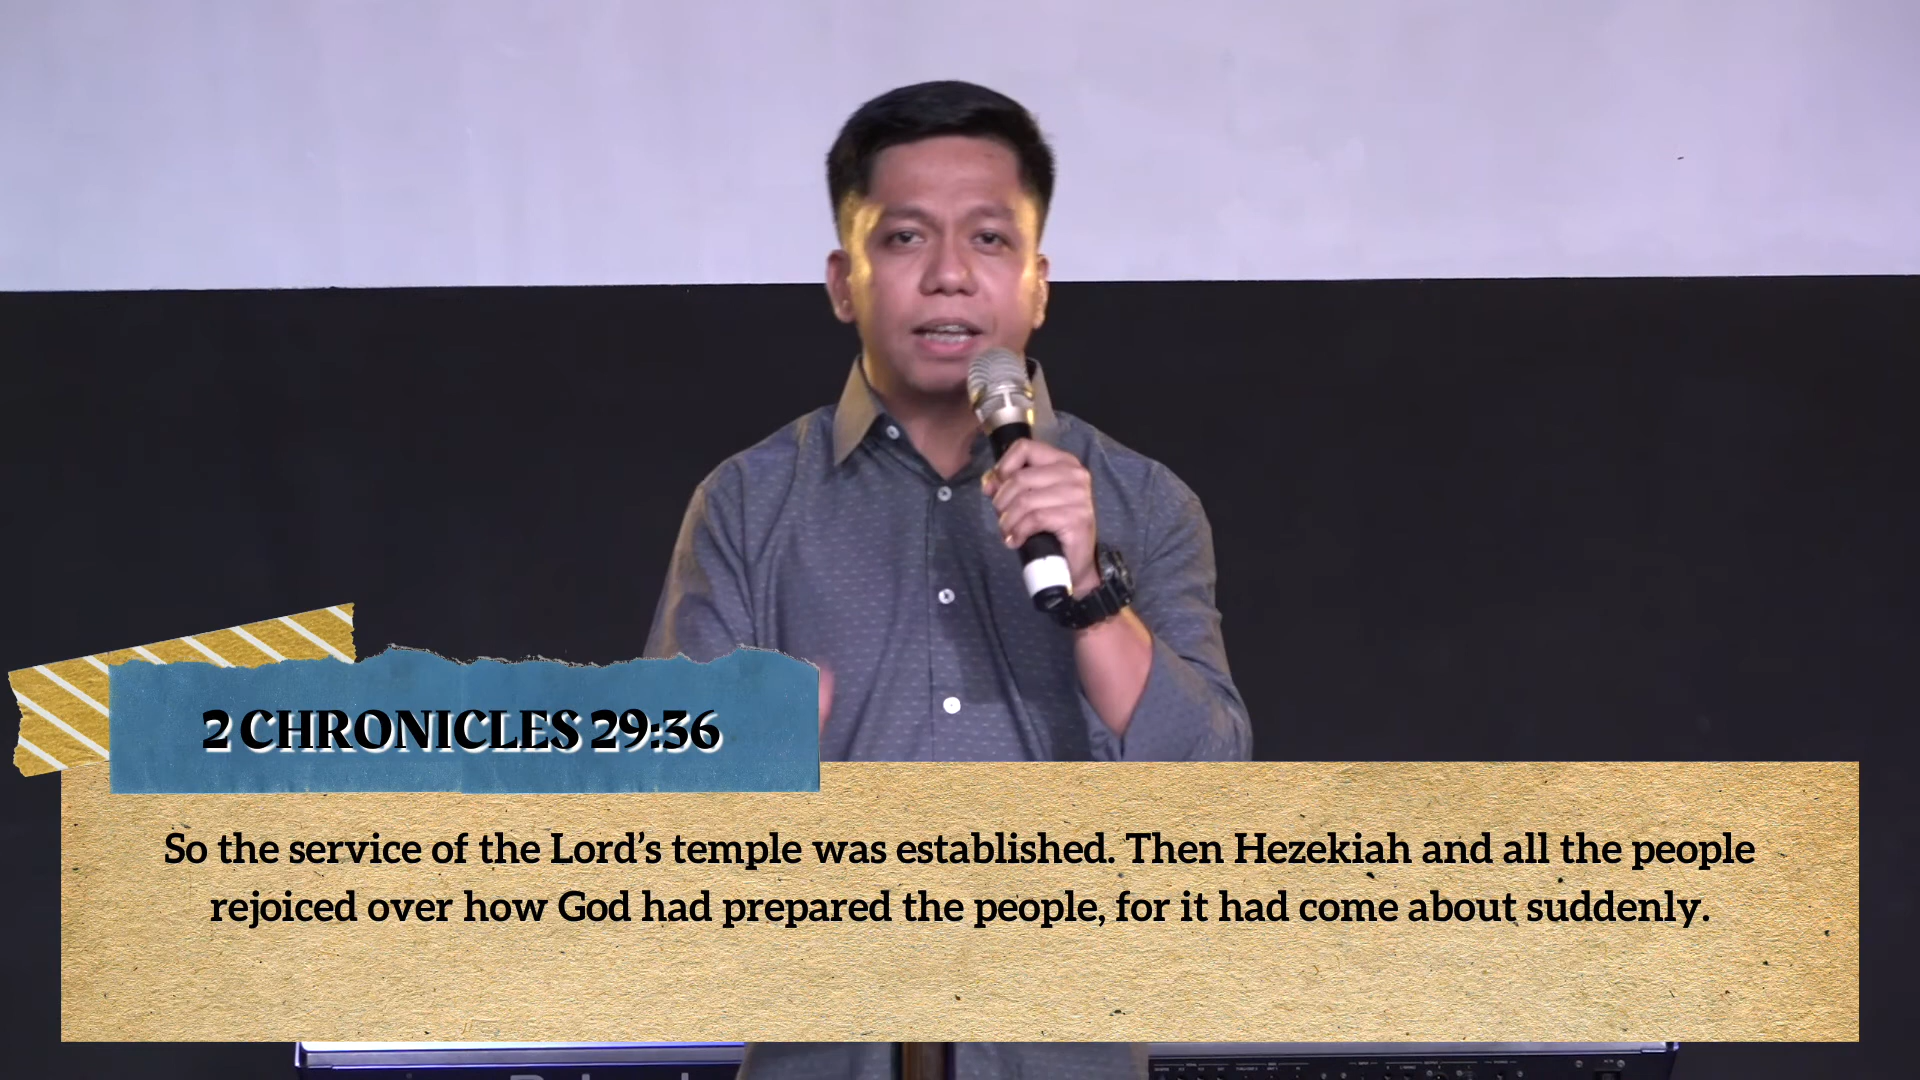 2 CHRONICLES 29:36
So the service of the Lord’s temple was established. Then Hezekiah and all the people
rejoiced over how God had prepared the people, for it had come about suddenly.